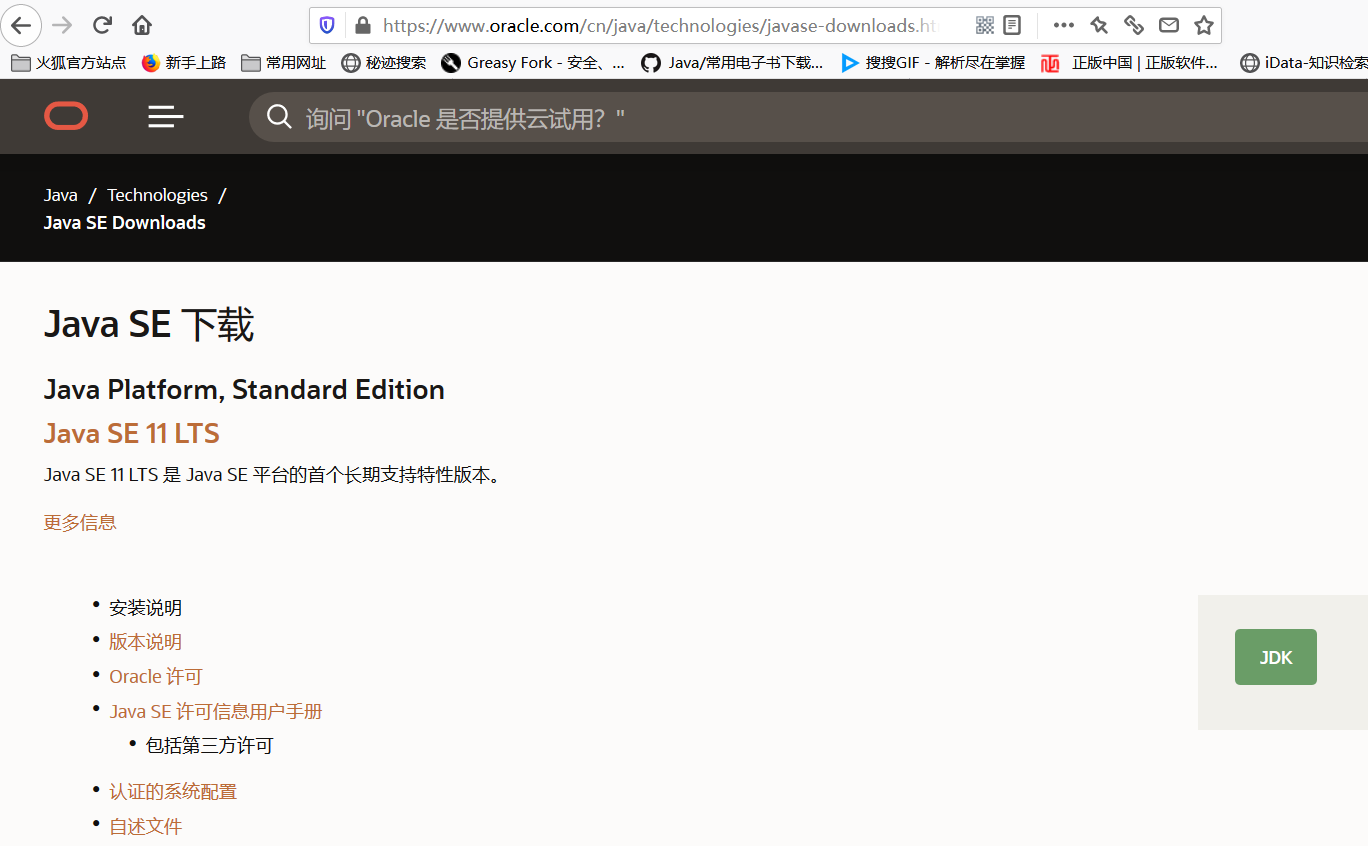 https://www.oracle.com/cn/java/technologies/javase-downloads.ht
火狐官方站点 新手上路 常用网址 秘迹搜索 Greasy Fork - 安全、... Java/常用电子书下载... 搜搜GIF - 解析尽在掌握 正版中国 | 正版软件... iData-知识检索
询问 "Oracle 是否提供云试用？"
Java / Technologies /
Java SE Downloads
Java SE 下载
Java Platform, Standard Edition
Java SE 11 LTS
Java SE 11 LTS 是 Java SE 平台的首个长期支持特性版本。
更多信息
• 安装说明
• 版本说明
JDK
• Oracle 许可
• Java SE 许可信息用户手册
• 包括第三方许可
• 认证的系统配置
• 自述文件